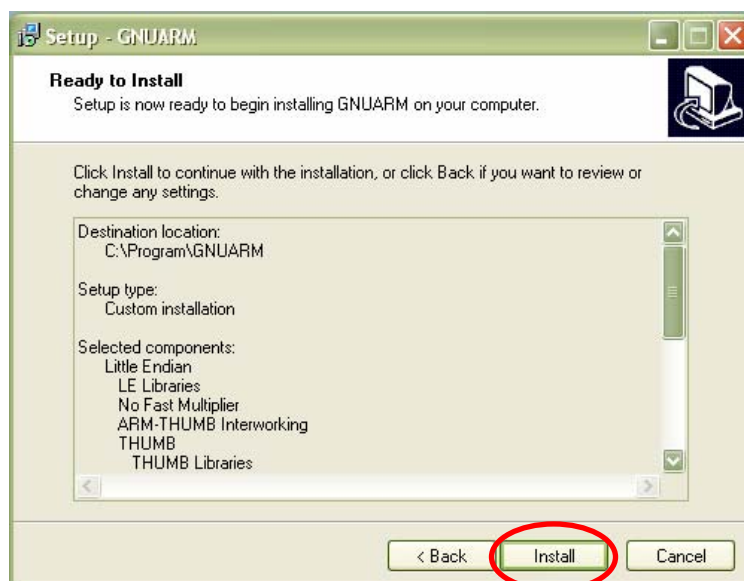 Setup - GNUARM
Ready to Install
Setup is now ready to begin installing GNUARM on your computer.
Click Install to continue with the installation, or click Back if you want to review or
change any settings.
Destination location:
C:\Program\GNUARM
Setup type:
Custom installation
Selected components:
Little Endian
LE Libraries
No Fast Multiplier
ARM-THUMB Interworking
THUMB
THUMB Libraries
< Back
Install
Cancel